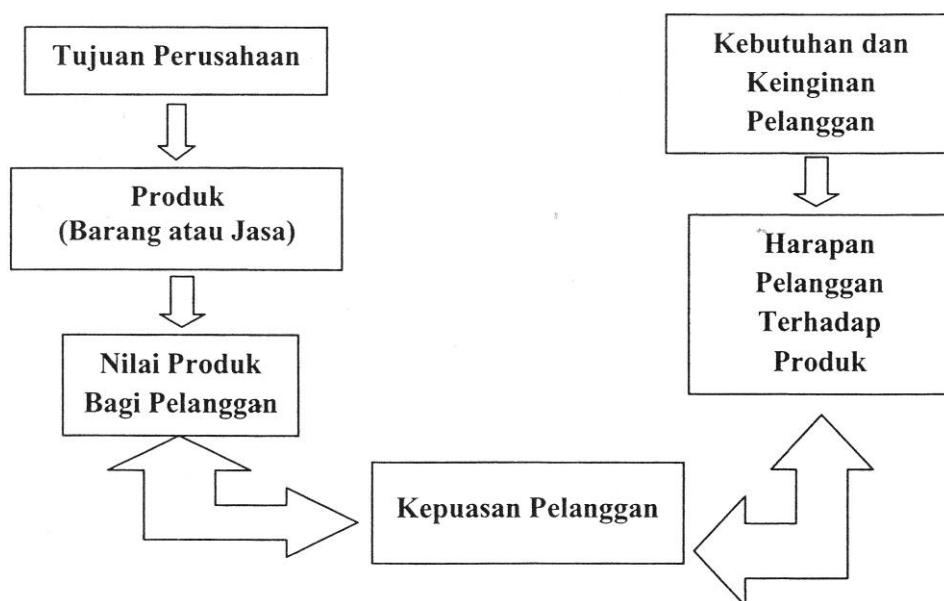 Tujuan Perusahaan
Produk
(Barang atau Jasa)
Nilai Produk
Bagi Pelanggan
Kebutuhan dan
Keinginan
Pelanggan
Harapan
Pelanggan
Terhadap
Produk
Kepuasan Pelanggan